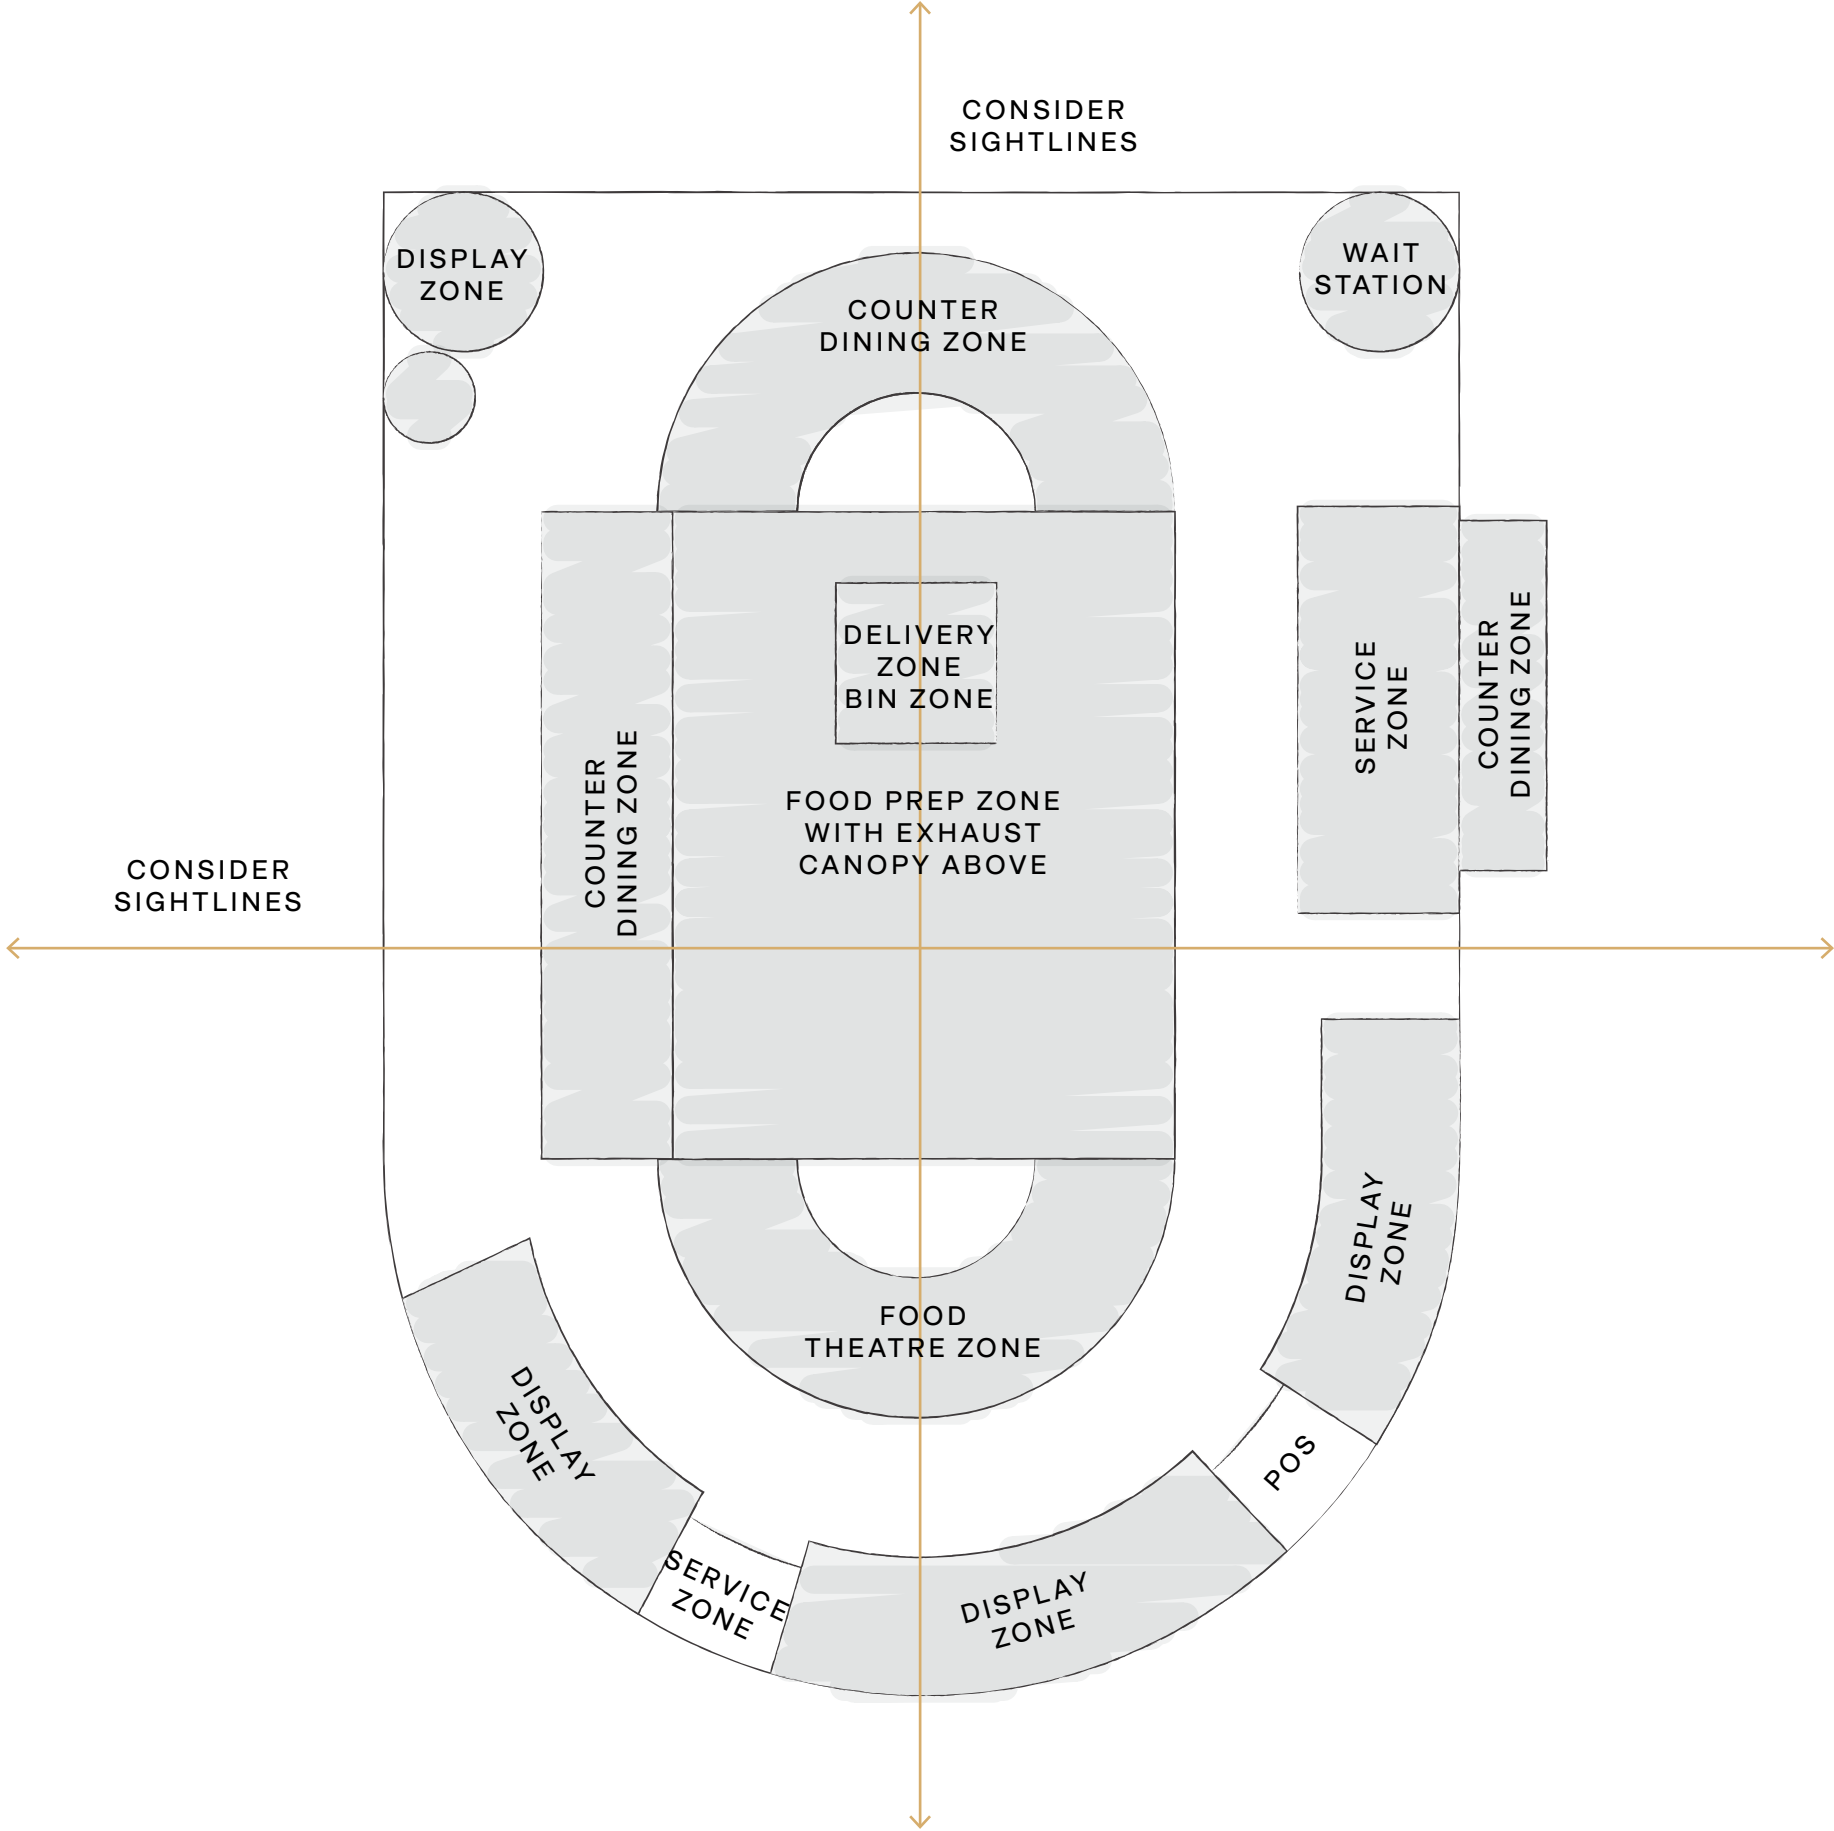 CONSIDER
SIGHTLINES
DISPLAY
ZONE
WAIT
STATION
COUNTER
DINING ZONE
DELIVERY
ZONE
BIN ZONE
SERVICE
ZONE
COUNTER
DINING ZONE
COUNTER
DINING ZONE
FOOD PREP ZONE
WITH EXHAUST
CANOPY ABOVE
CONSIDER
SIGHTLINES
DISPLAY
ZONE
FOOD
THEATRE ZONE
DISPLAY
ZONE
POS
SERVICE
ZONE
DISPLAY
ZONE